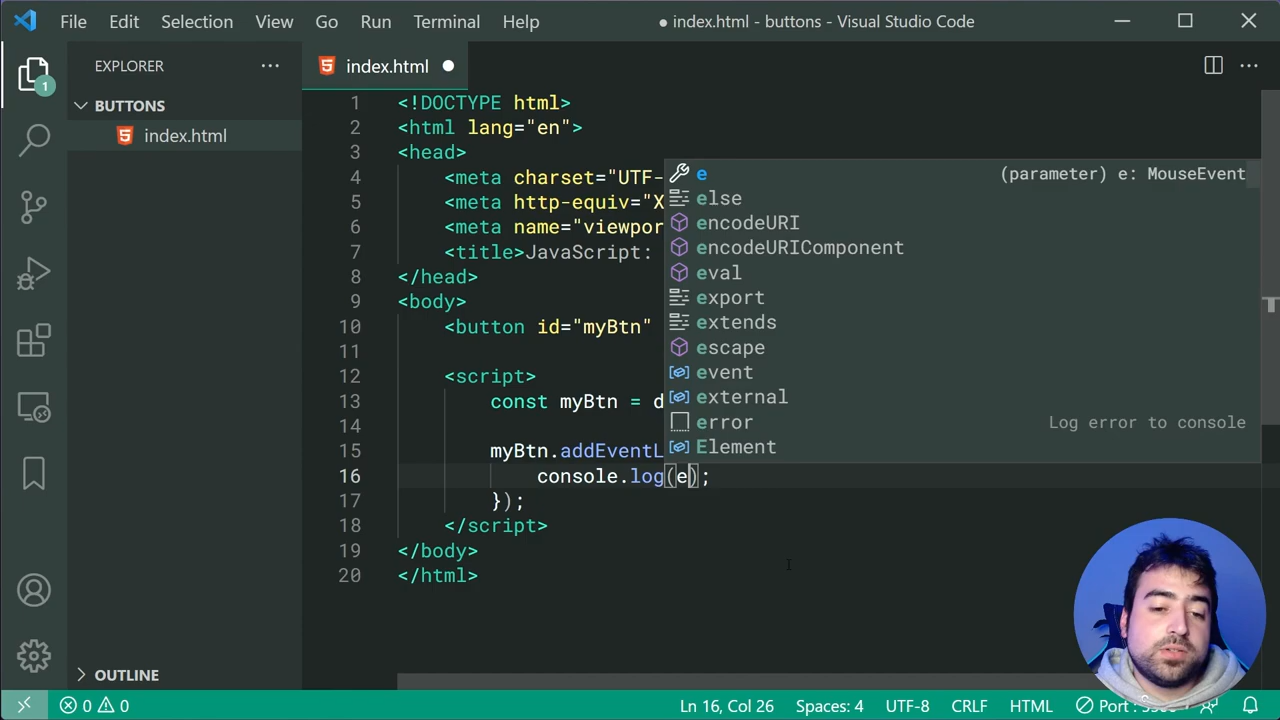 File Edit Selection View Go Run Terminal Help ● index.html - buttons - Visual Studio Code
EXPLORER
1
BUTTONS
index.html
OUTLINE
index.html
1 <!DOCTYPE html>
2 <html lang="en">
3 <head>
4 <meta charset="UTF-
5 <meta http-equiv="X
6 <meta name="viewpor
7 <title>JavaScript:
8 </head>
9 <body>
10 <button id="myBtn"
11
12 <script>
13 const myBtn = d
14
15 myBtn.addEventL
16 console.log(e);
17 });
18 </script>
19 </body>
20 </html>
e (parameter) e: MouseEvent
else
encodeURI
encodeURIComponent
eval
export
extends
escape
event
external
error Log error to console
Element
0 0 Ln 16, Col 26 Spaces: 4 UTF-8 CRLF HTML Port :